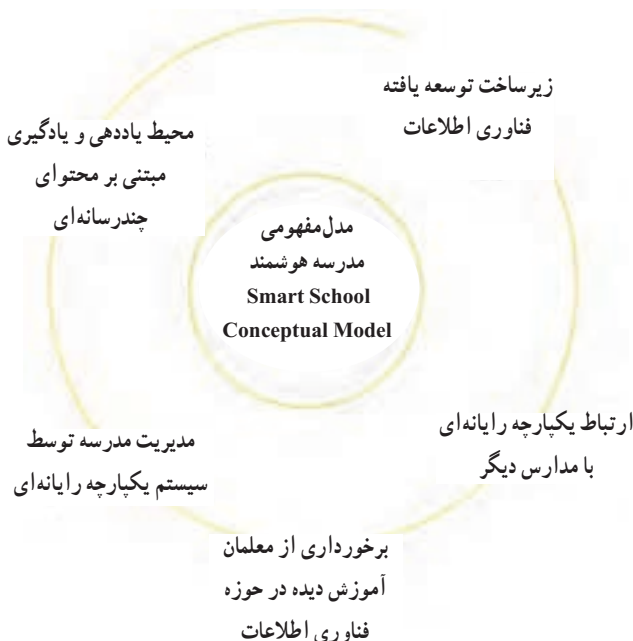 زیرساخت توسعه یافته
فناوری اطلاعات
محیط یاددهی و یادگیری
مبتنی بر محتوای
چندرسانه‌ای
مدل‌مفهومی
مدرسه هوشمند
Smart School
Conceptual Model
ارتباط یکپارچه رایانه‌ای
با مدارس دیگر
مدیریت مدرسه توسط
سیستم یکپارچه رایانه‌ای
برخورداری از معلمان
آموزش دیده در حوزه
فناوری اطلاعات